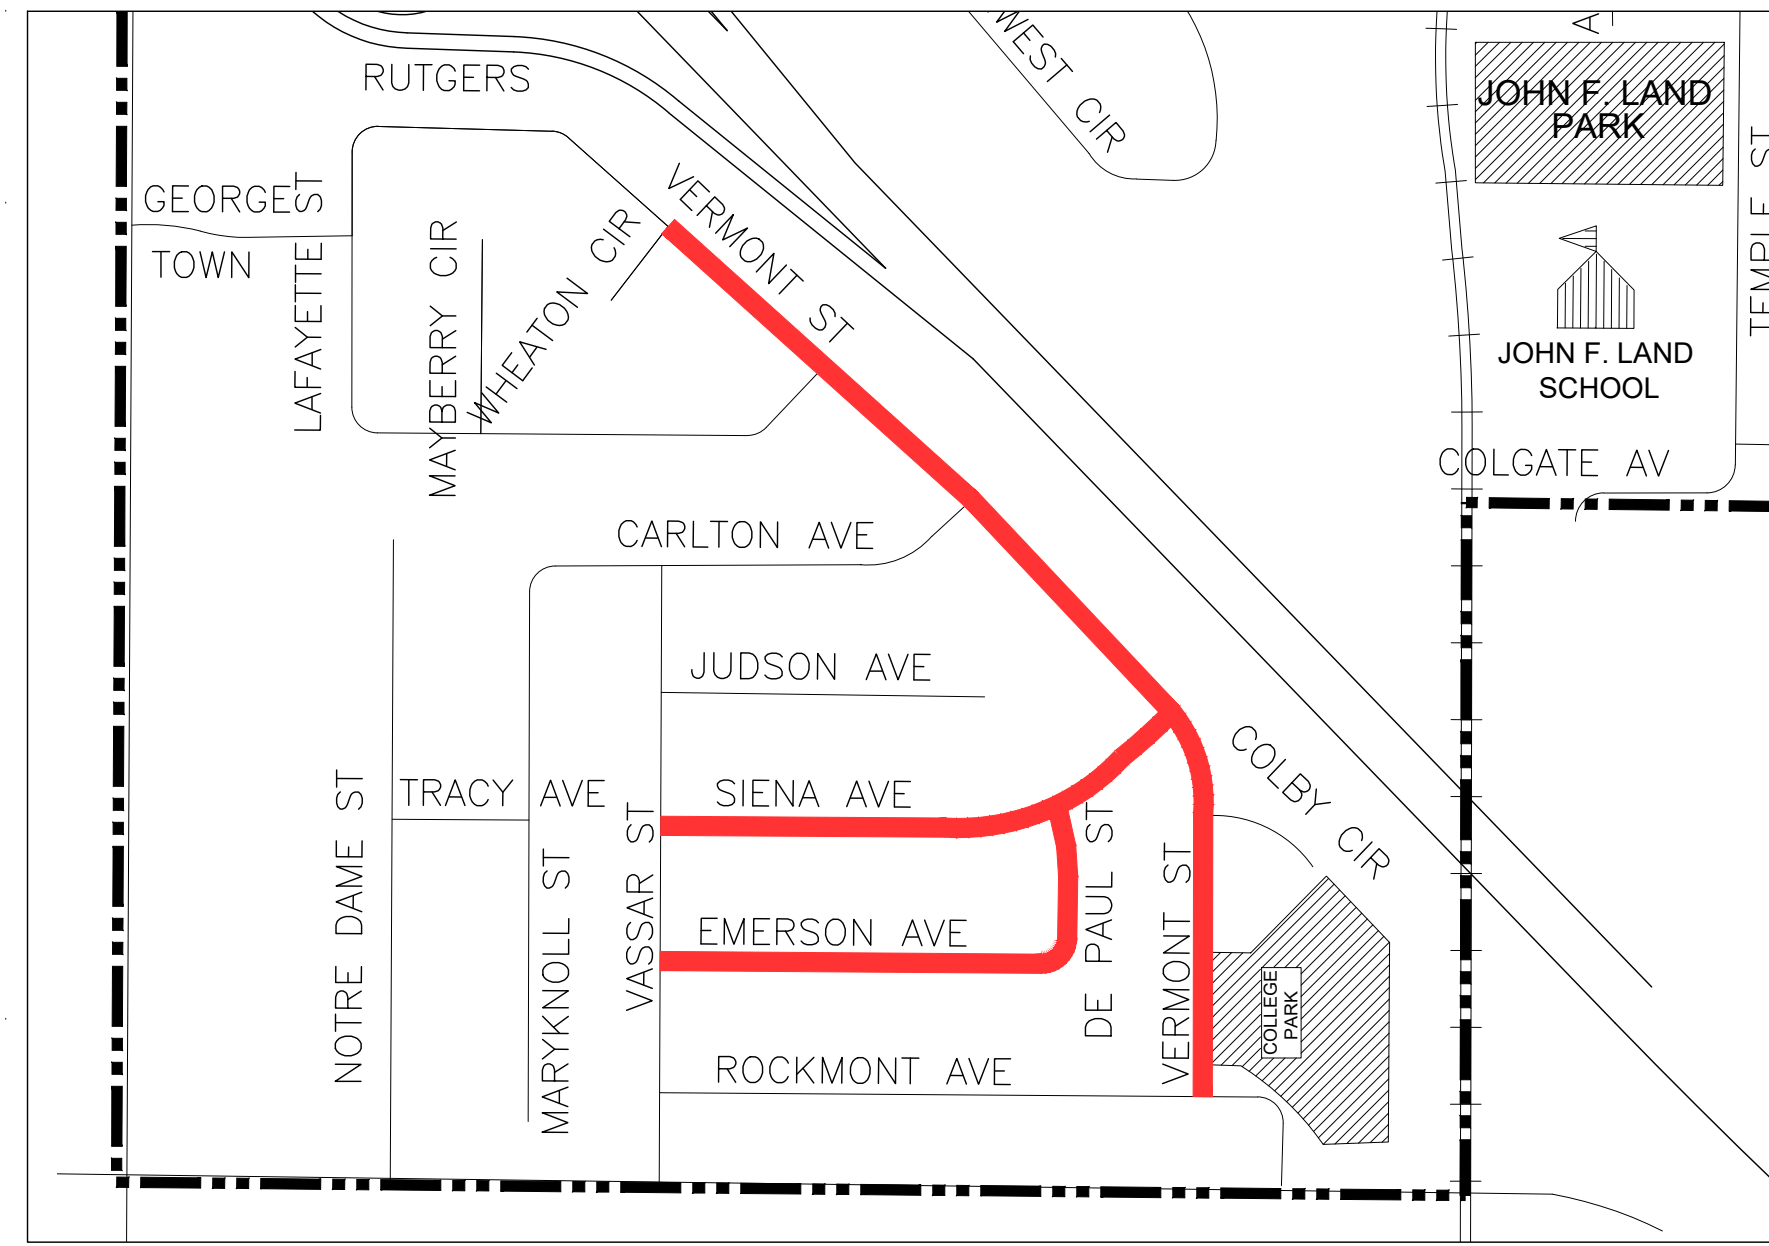 RUTGERS
WEST CIR
A
JOHN F. LAND
PARK
GEORGE
TOWN
LAFAYETTE ST
MAYBERRY CIR
WHEATON CIR
VERMONT ST
TEMPLE ST
JOHN F. LAND
SCHOOL
COLGATE AV
CARLTON AVE
JUDSON AVE
COLBY CIR
TRACY AVE
SIENA AVE
NOTRE DAME ST
MARYKNOLL ST
VASSAR ST
EMERSON AVE
DE PAUL ST
VERMONT ST
COLLEGE
PARK
ROCKMONT AVE